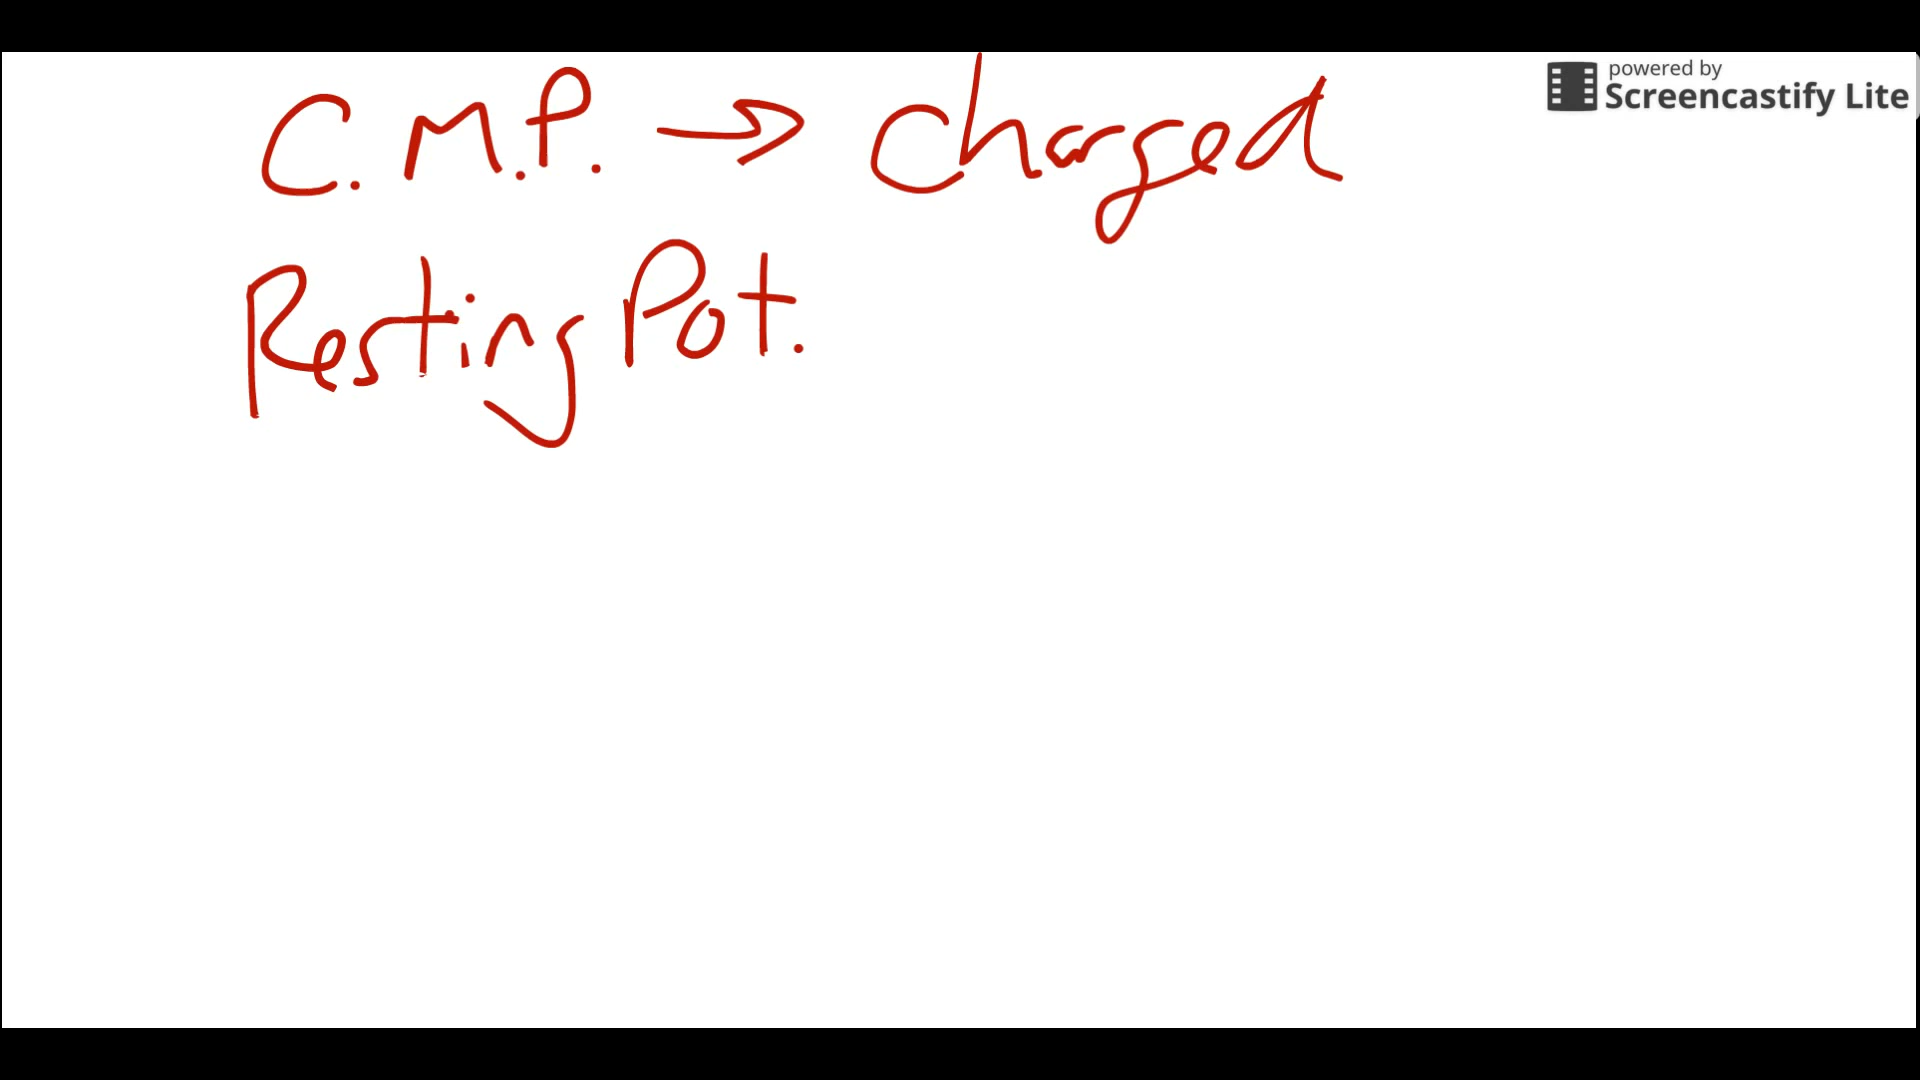 C.M.P. → Charged
powered by
Screencastify Lite
Resting Pot.